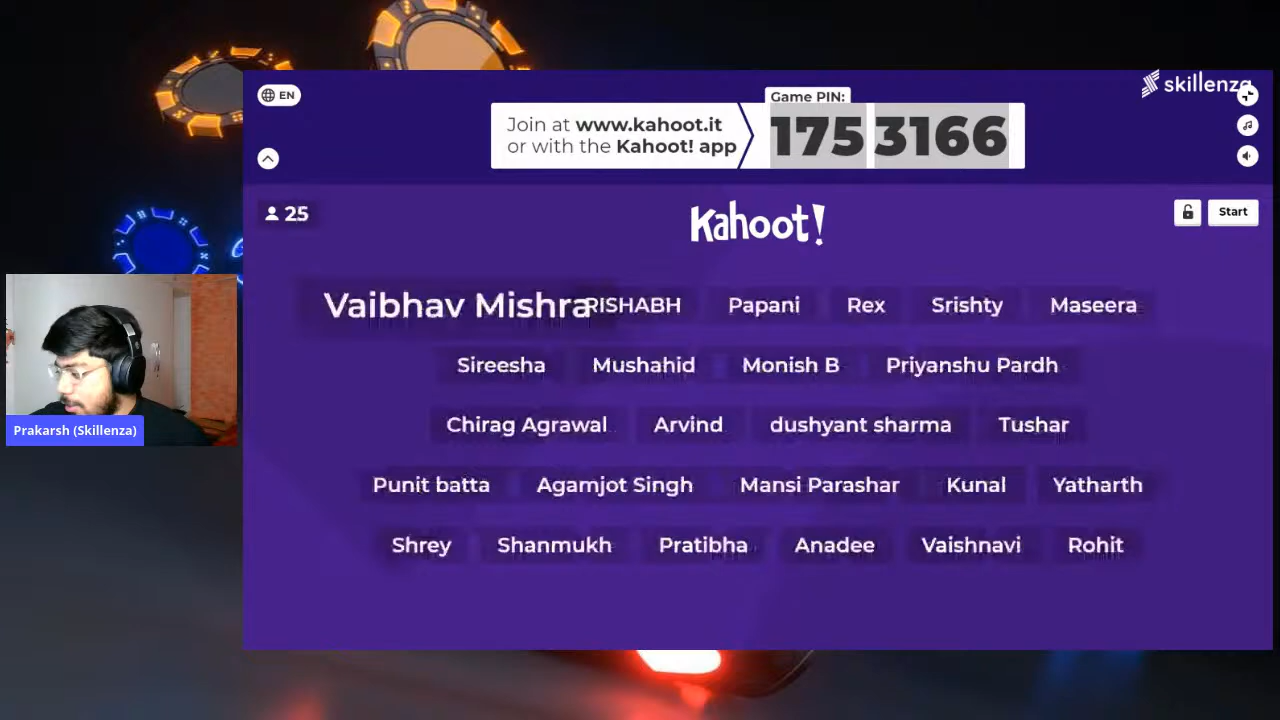 skillenza
EN
Game PIN:
Join at www.kahoot.it
or with the Kahoot! app
175 3166
25
Kahoot!
Start
Vaibhav Mishra RISHABH Papani Rex Srishty Maseera
Sireesha Mushahid Monish B Priyanshu Pardh
Chirag Agrawal Arvind dushyant sharma Tushar
Punit batta Agamjot Singh Mansi Parashar Kunal Yatharth
Shrey Shanmukh Pratibha Anadee Vaishnavi Rohit
Prakarsh (Skillenza)